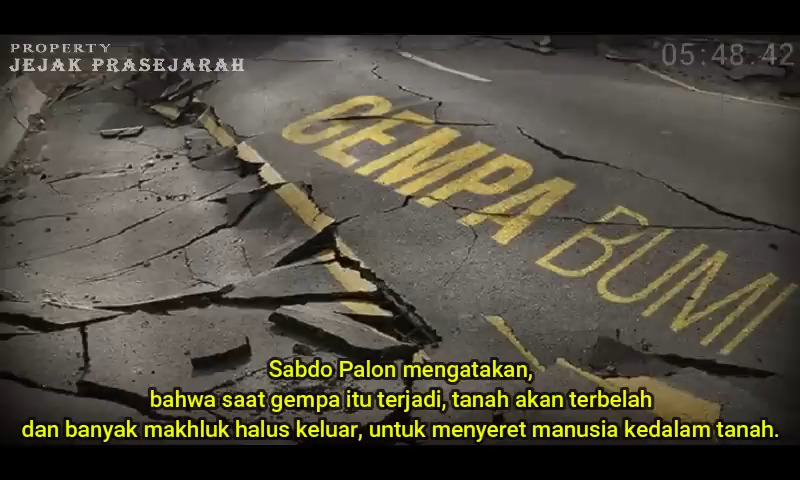 PROPERTY
JEJAK PRASEJARAH
05:48.42
GEMPA BUMI
Sabdo Palon mengatakan,
bahwa saat gempa itu terjadi, tanah akan terbelah
dan banyak makhluk halus keluar, untuk menyeret manusia kedalam tanah.